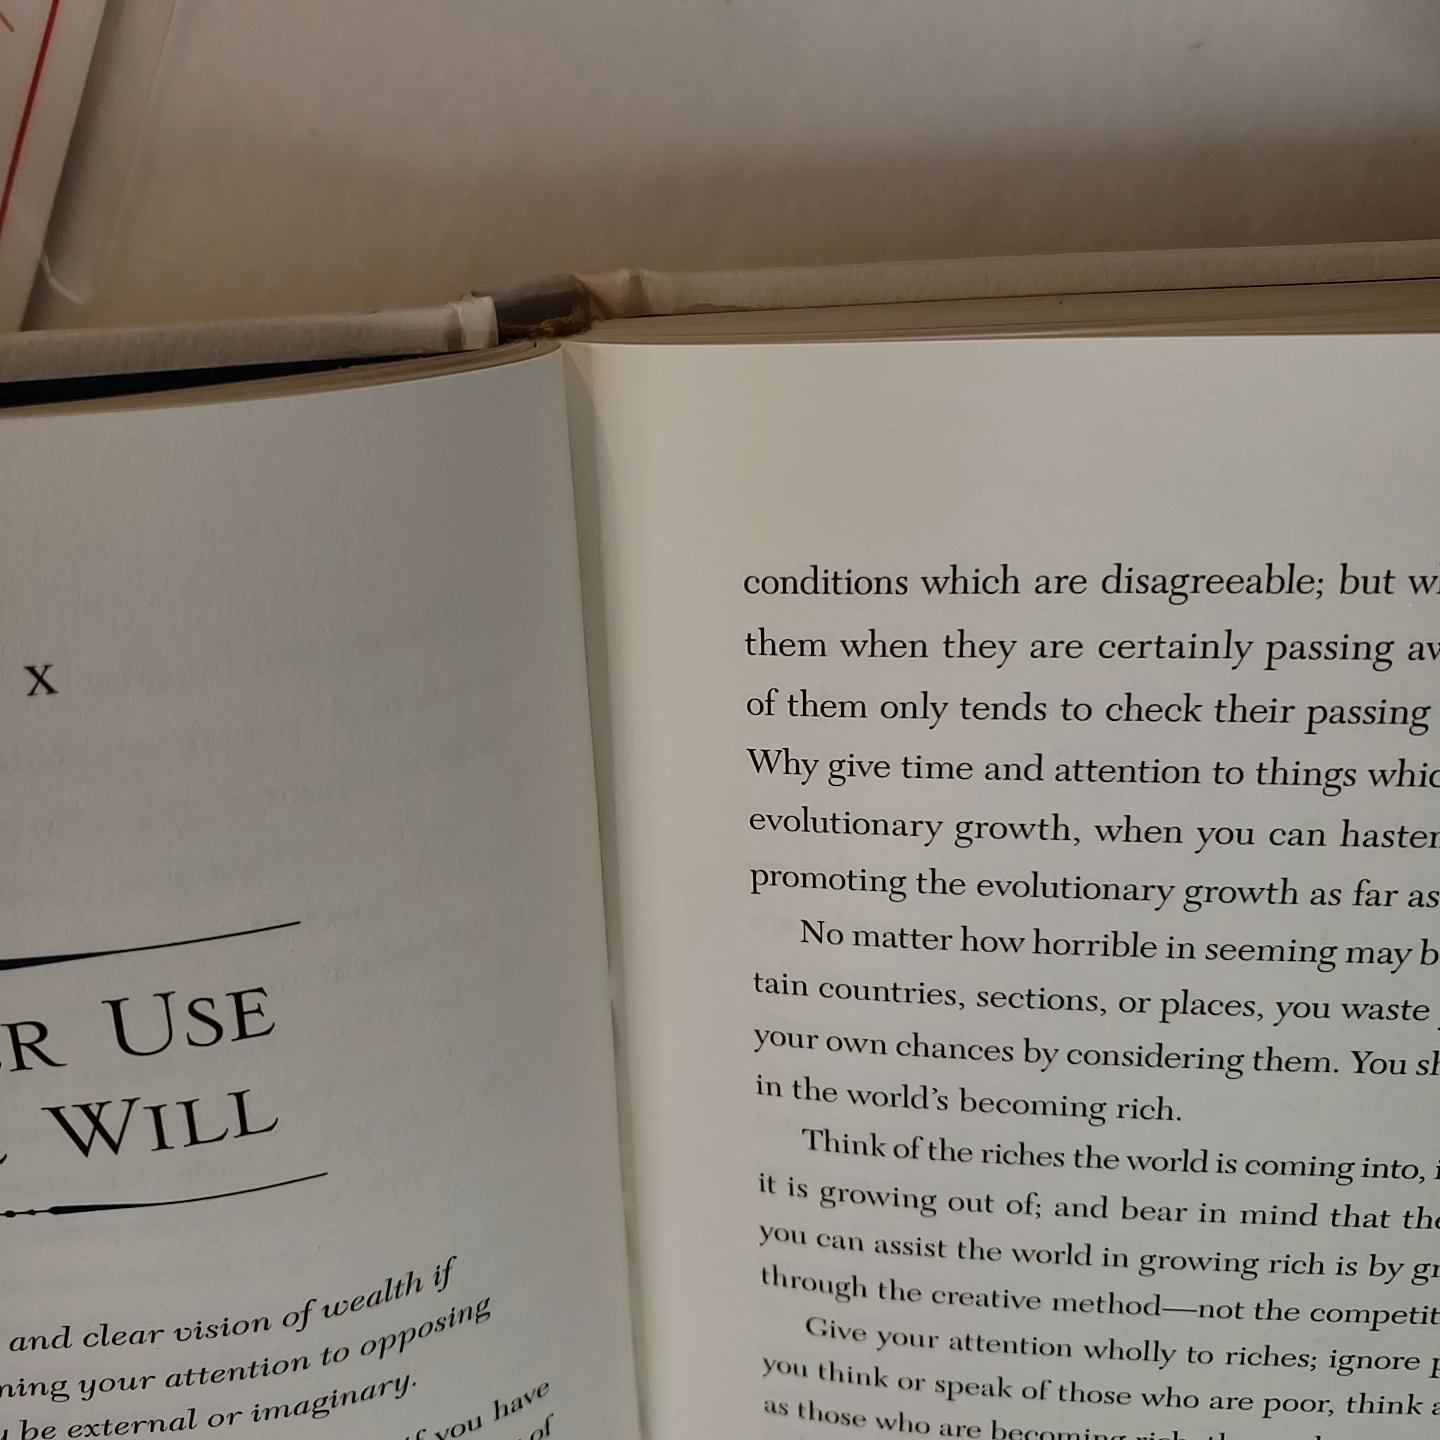 X
USE
WILL
and clear vision of wealth if
your attention to opposing
be external or imaginary.
you have
of
conditions which are disagreeable; but
them when they are certainly passing
of them only tends to check their passing
Why give time and attention to things
evolutionary growth, when you can
promoting the evolutionary growth as far as
No matter how horrible in seeming may
tain countries, sections, or places, you waste
your own chances by considering them. You
in the world's becoming rich.
Think of the riches the world is coming into,
it is growing out of; and bear in mind that
you can assist the world in growing rich is by
through the creative method—not the
Give your attention wholly to riches; ignore
you think or speak of those who are poor, think
as those who are becoming